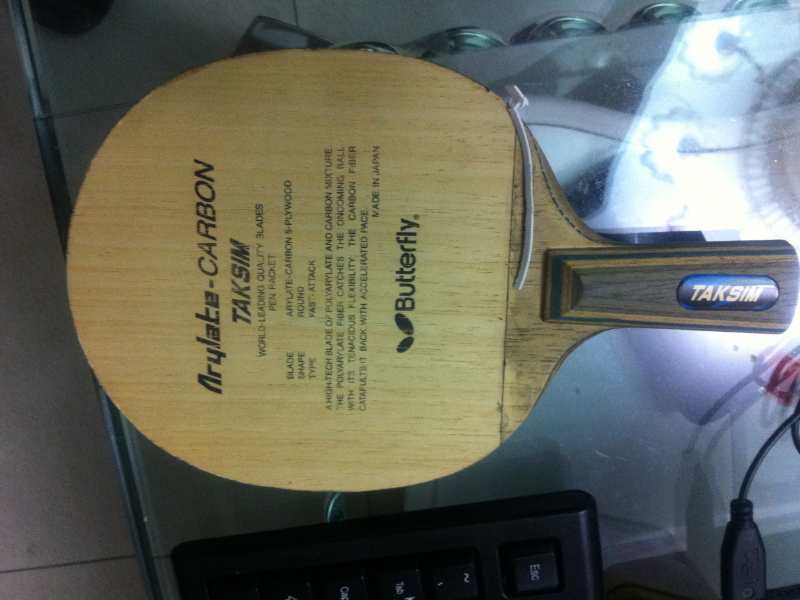 Arylate-CARBON
TAKSIM
WORLD LEADING QUALITY BLADES
PEN RACKET
BLADE ARYLATE-CARBON 5-PLYWOOD
SHAPE ROUND
TYPE FAST-ATTACK
A HIGH-TECH BLADE OF POLYARYLATE AND CARBON MIXTURE.
THE POLYARYLATE FIBER CATCHES THE ONCOMING BALL
WITH ITS TENACIOUS FLEXIBILITY: THE CARBON FIBER
CATAPULTS IT BACK WITH ACCELERATED PACE.
MADE IN JAPAN
Butterfly®
TAKSIM
Esc
~
Tab